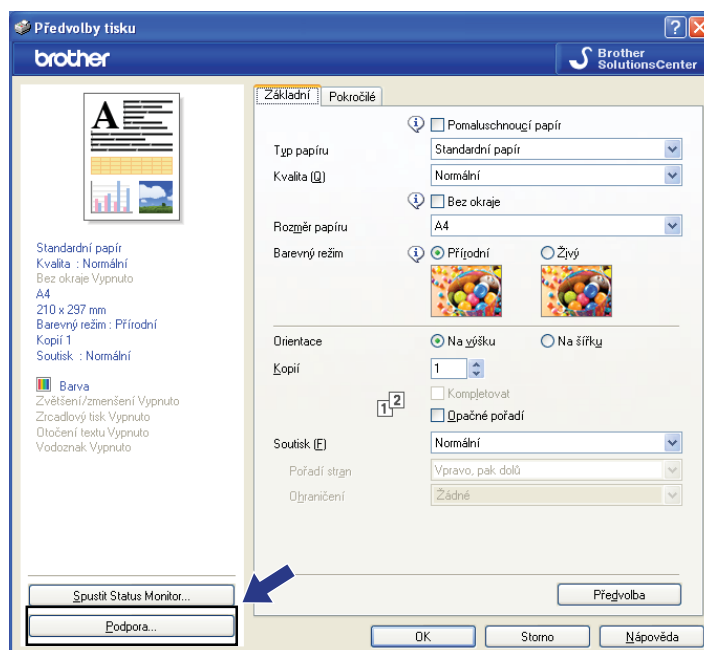 Předvolby tisku
brother
Brother
SolutionsCenter
Základní
Pokročilé
A
Standardní papír
Kvalita : Normální
Bez okraje Vypnuto
A4
210 x 297 mm
Barevný režim : Přírodní
Kopií 1
Soutisk : Normální
Barva
Zvětšení/zmenšení Vypnuto
Zrcadlový tisk Vypnuto
Otočení textu Vypnuto
Vodoznak Vypnuto
Spustit Status Monitor...
Podpora...
Pomaluschnoucí papír
Typ papíru Standardní papír
Kvalita (Q) Normální
Bez okraje
Rozměr papíru A4
Barevný režim Přírodní Živý
Orientace Na výšku Na šířku
Kopií 1
Kompletovat
12
Opačné pořadí
Soutisk (F) Normální
Pořadí stran Vpravo, pak dolů
Ohraničení Žádné
Předvolba
OK Storno Nápověda